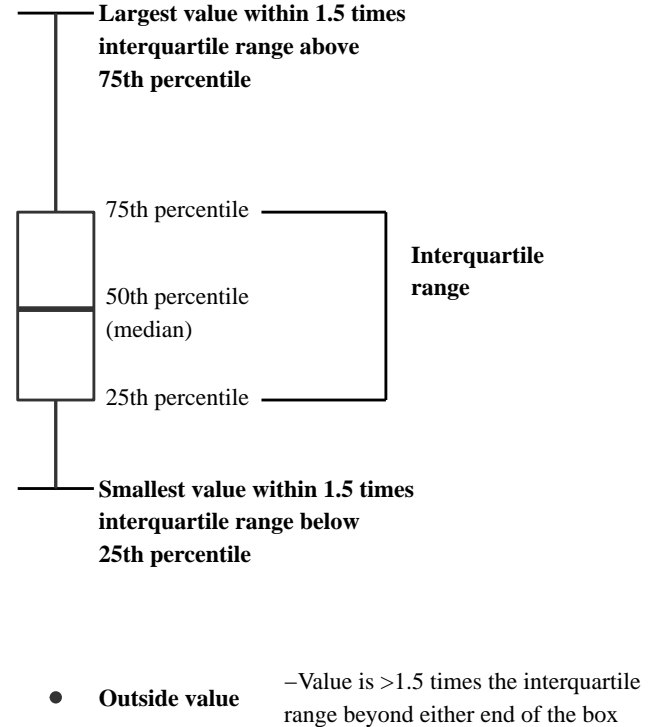 Largest value within 1.5 times
interquartile range above
75th percentile
75th percentile
Interquartile
range
50th percentile
(median)
25th percentile
Smallest value within 1.5 times
interquartile range below
25th percentile
Outside value
–Value is >1.5 times the interquartile
range beyond either end of the box